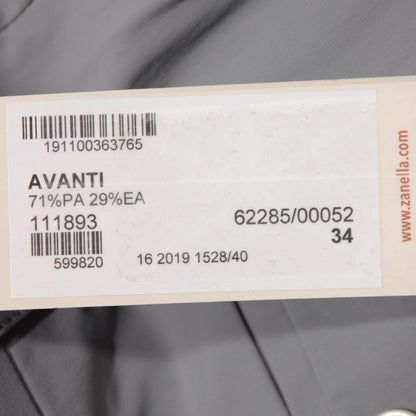 191100363765
AVANTI
71%PA 29%EA
111893
62285/00052
34
599820
16 2019 1528/40
www.zanella.com